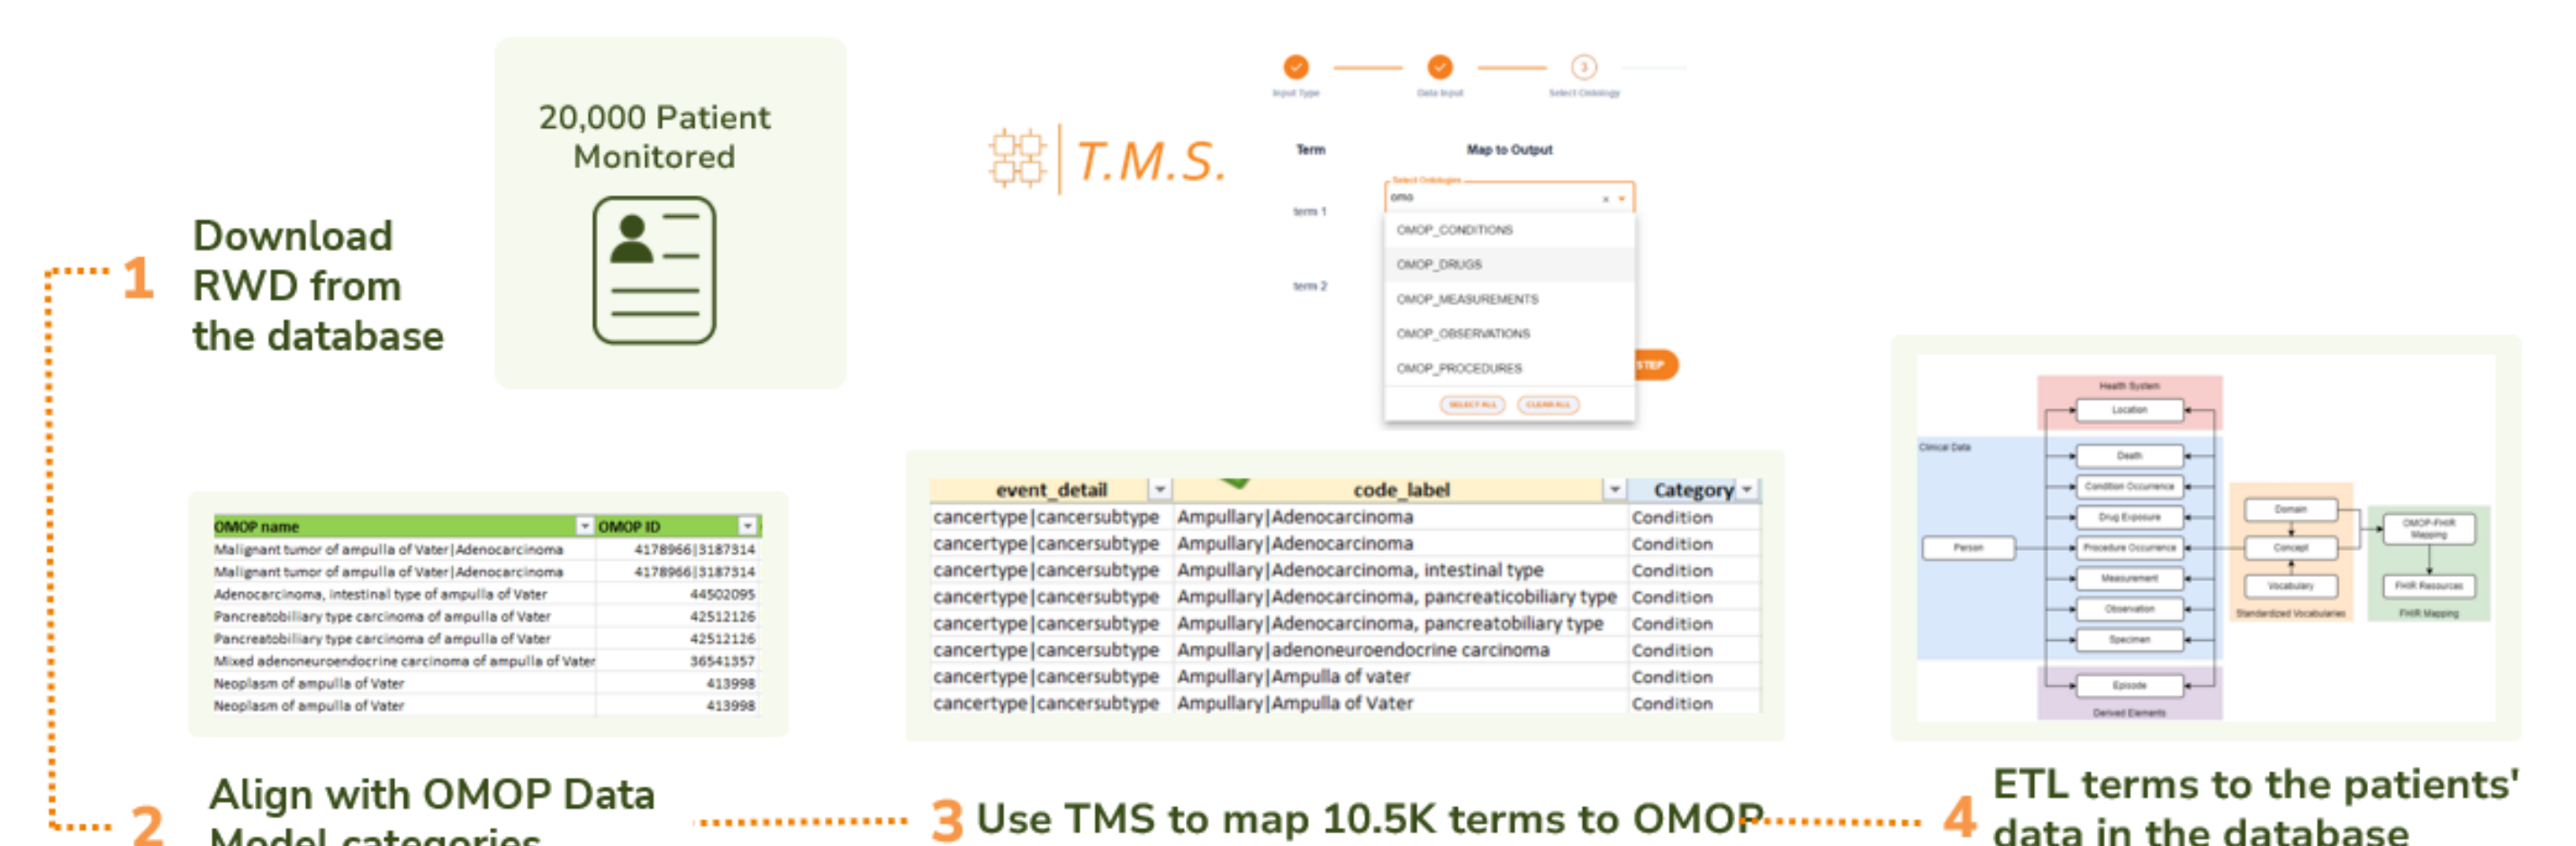 20,000 Patient
Monitored
1
Download
RWD from
the database
T.M.S.
Input Type
Data Input
3
Select Ontology
Term
Map to Output
Select Ontologies
omo
term 1
term 2
OMOP_CONDITIONS
OMOP_DRUGS
OMOP_MEASUREMENTS
OMOP_OBSERVATIONS
OMOP_PROCEDURES
STEP
SELECT ALL
CLEAR ALL
OMOP name OMOP ID
Malignant tumor of ampulla of Vater|Adenocarcinoma 4178966|3187314
Malignant tumor of ampulla of Vater|Adenocarcinoma 4178966|3187314
Adenocarcinoma, intestinal type of ampulla of Vater 44502095
Pancreatobiliary type carcinoma of ampulla of Vater 42512126
Pancreatobiliary type carcinoma of ampulla of Vater 42512126
Mixed adenoneuroendocrine carcinoma of ampulla of Vater 36541357
Neoplasm of ampulla of Vater 413998
Neoplasm of ampulla of Vater 413998
event_detail code_label Category
cancertype|cancersubtype Ampullary|Adenocarcinoma Condition
cancertype|cancersubtype Ampullary|Adenocarcinoma Condition
cancertype|cancersubtype Ampullary|Adenocarcinoma, intestinal type Condition
cancertype|cancersubtype Ampullary|Adenocarcinoma, pancreaticobiliary type Condition
cancertype|cancersubtype Ampullary|Adenocarcinoma, pancreatobiliary type Condition
cancertype|cancersubtype Ampullary|adenoneuroendocrine carcinoma Condition
cancertype|cancersubtype Ampullary|Ampulla of vater Condition
cancertype|cancersubtype Ampullary|Ampulla of Vater Condition
Health System
Location
Clinical Data
Death
Condition Occurrence
Drug Exposure
Person
Procedure Occurrence
Measurement
Observation
Specimen
Episode
Derived Elements
Domain
Concept
Vocabulary
Standardized Vocabularies
OMOP-FHIR
Mapping
FHIR Resources
FHIR Mapping
2
Align with OMOP Data
Model categories
3
Use TMS to map 10.5K terms to OMOP
4
ETL terms to the patients'
data in the database